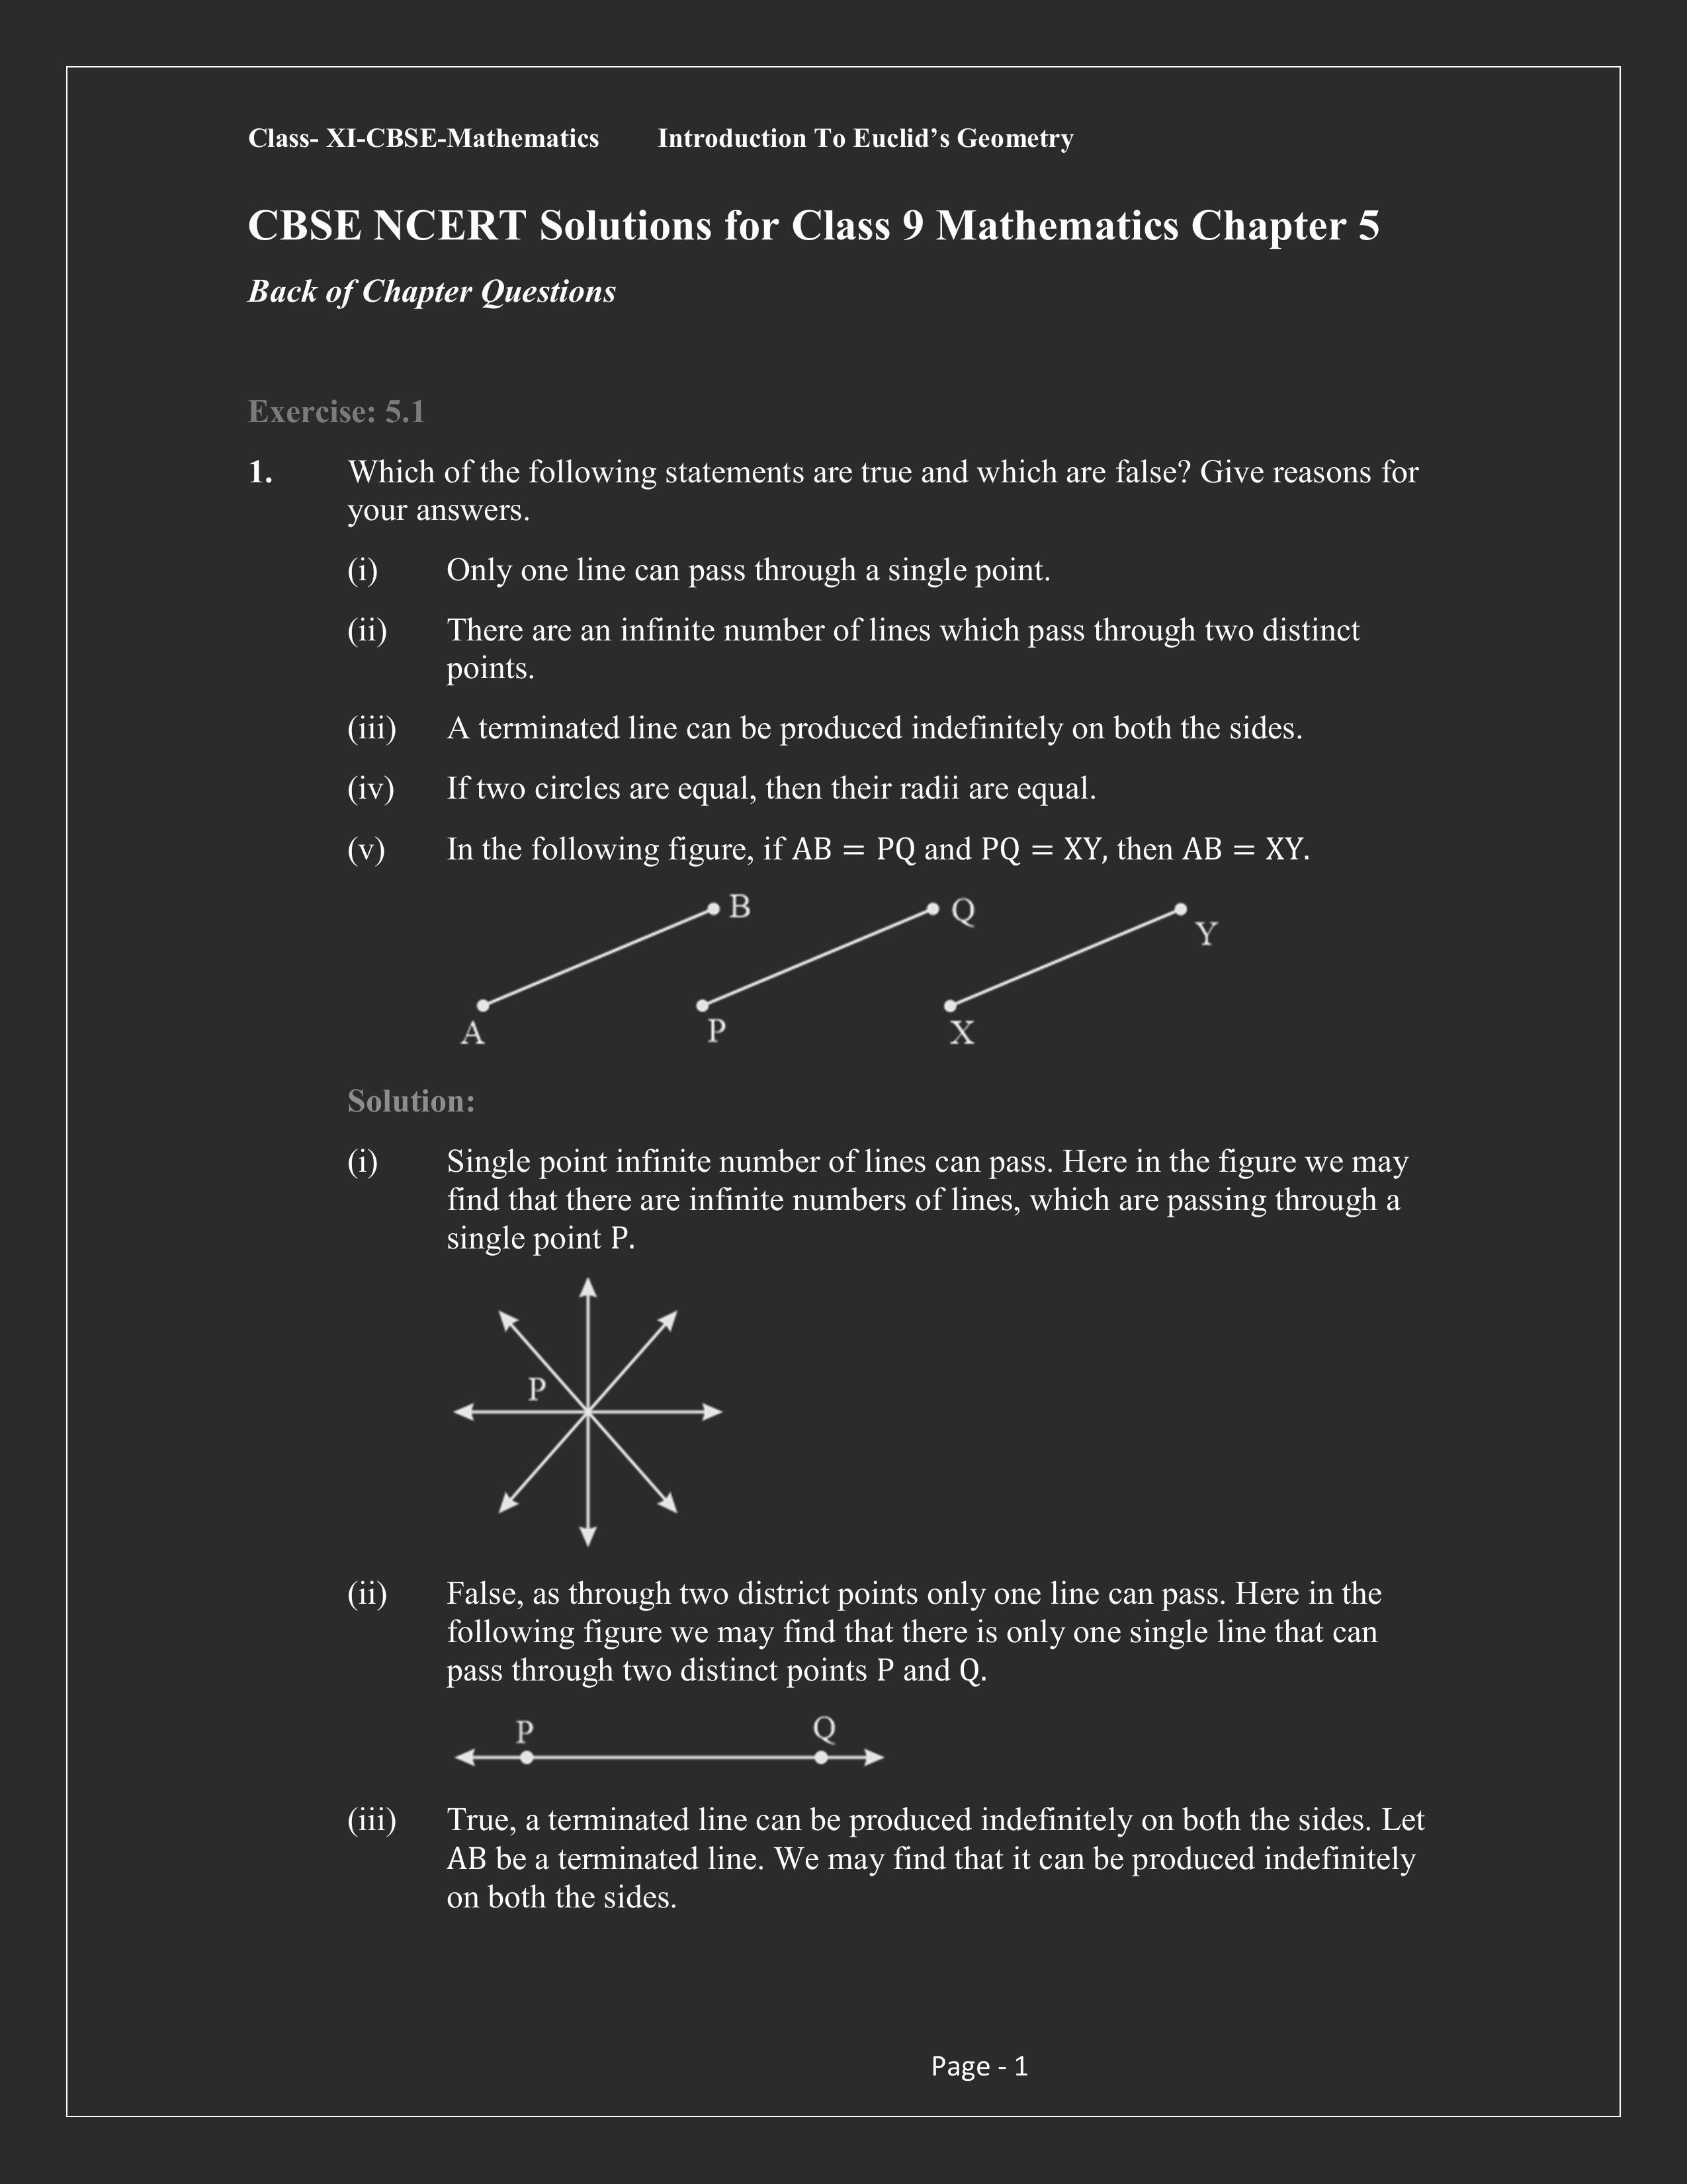 Class- XI-CBSE-Mathematics Introduction To Euclid’s Geometry
CBSE NCERT Solutions for Class 9 Mathematics Chapter 5
Back of Chapter Questions
Exercise: 5.1
1. Which of the following statements are true and which are false? Give reasons for
your answers.
(i) Only one line can pass through a single point.
(ii) There are an infinite number of lines which pass through two distinct
points.
(iii) A terminated line can be produced indefinitely on both the sides.
(iv) If two circles are equal, then their radii are equal.
(v) In the following figure, if AB = PQ and PQ = XY, then AB = XY.
B Q Y
A P X
Solution:
(i) Single point infinite number of lines can pass. Here in the figure we may
find that there are infinite numbers of lines, which are passing through a
single point P.
P
(ii) False, as through two district points only one line can pass. Here in the
following figure we may find that there is only one single line that can
pass through two distinct points P and Q.
P Q
(iii) True, a terminated line can be produced indefinitely on both the sides. Let
AB be a terminated line. We may find that it can be produced indefinitely
on both the sides.
Page - 1